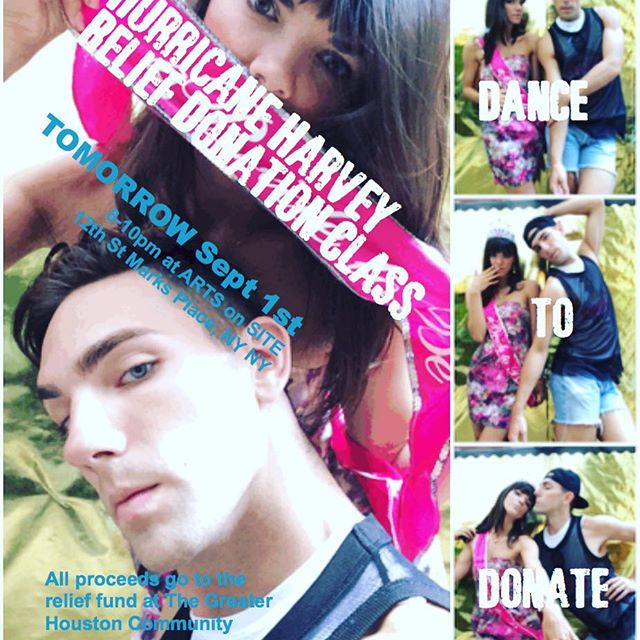 HURRICANE HARVEY
RELIEF DONATION CLASS
TOMORROW Sept 1st
8-10pm at ARTS on SITE
12th St Marks Place, NY NY
All proceeds go to the
relief fund at The Greater
Houston Community
DANCE
TO
DONATE